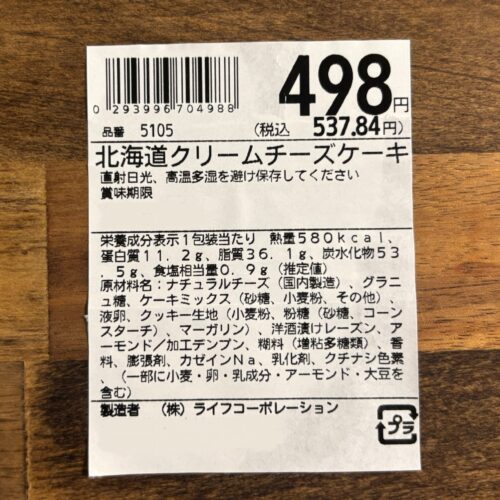 498円
0 293996 704988
品番 5105 (税込 537.84円)
北海道クリームチーズケーキ
直射日光、高温多湿を避け保存してください
賞味期限
栄養成分表示1包装当たり 熱量580kcal、
蛋白質11.2g、脂質36.1g、炭水化物53
.5g、食塩相当量0.9g(推定値)
原材料名:ナチュラルチーズ(国内製造)、グラニ
ュ糖、ケーキミックス(砂糖、小麦粉、その他)、
液卵、クッキー生地(小麦粉、粉糖(砂糖、コーン
スターチ)、マーガリン)、洋酒漬けレーズン、ア
ーモンド/加工デンプン、糊料(増粘多糖類)、香
料、膨張剤、カゼインNa、乳化剤、クチナシ色素
、(一部に小麦・卵・乳成分・アーモンド・大豆を
含む)
製造者 (株)ライフコーポレーション
プラ